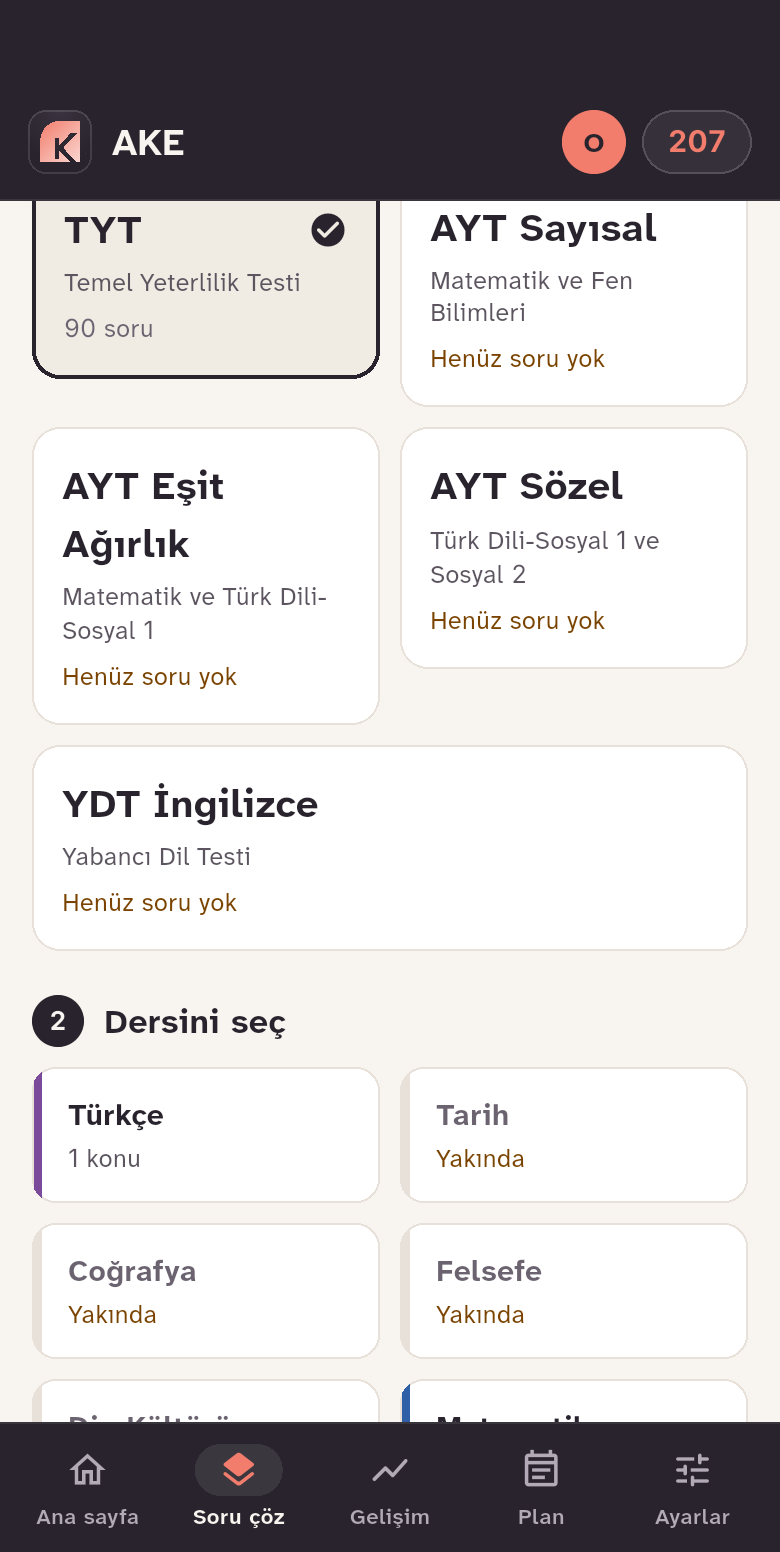 AKE
O
207
TYT
Temel Yeterlilik Testi
90 soru
AYT Sayısal
Matematik ve Fen
Bilimleri
Henüz soru yok
AYT Eşit
Ağırlık
Matematik ve Türk Dili-
Sosyal 1
Henüz soru yok
AYT Sözel
Türk Dili-Sosyal 1 ve
Sosyal 2
Henüz soru yok
YDT İngilizce
Yabancı Dil Testi
Henüz soru yok
2 Dersini seç
Türkçe
1 konu
Tarih
Yakında
Coğrafya
Yakında
Felsefe
Yakında
Din Kültürü
Matematik
Ana sayfa
Soru çöz
Gelişim
Plan
Ayarlar